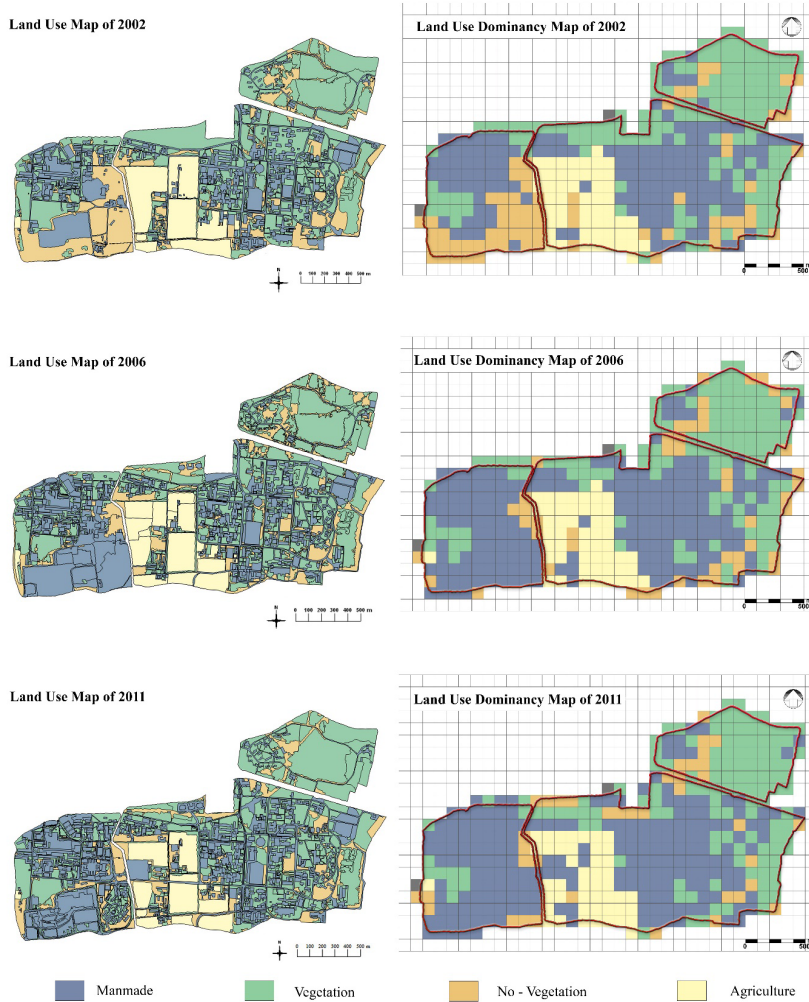 Land Use Map of 2002
Land Use Dominancy Map of 2002
N
0 100 200 300 400 500 m
0 500
Land Use Map of 2006
Land Use Dominancy Map of 2006
N
0 100 200 300 400 500 m
0 500
Land Use Map of 2011
Land Use Dominancy Map of 2011
N
0 100 200 300 400 500 m
0 500
Manmade Vegetation No - Vegetation Agriculture